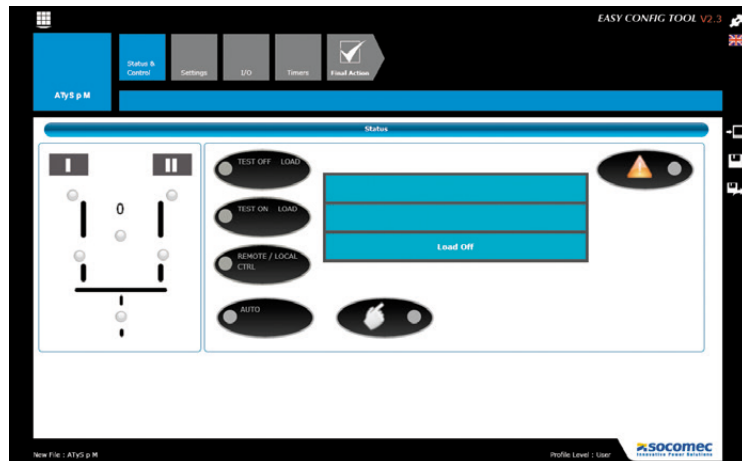 EASY CONFIG TOOL V2.3
Status &
Control
Settings
I/O
Timers
Final Action
ATyS p M
Status
I
II
0
TEST OFF LOAD
TEST ON LOAD
REMOTE / LOCAL
CTRL
AUTO
Load Off
New File : ATyS p M
Profile Level : User
socomec
Innovative Power Solutions